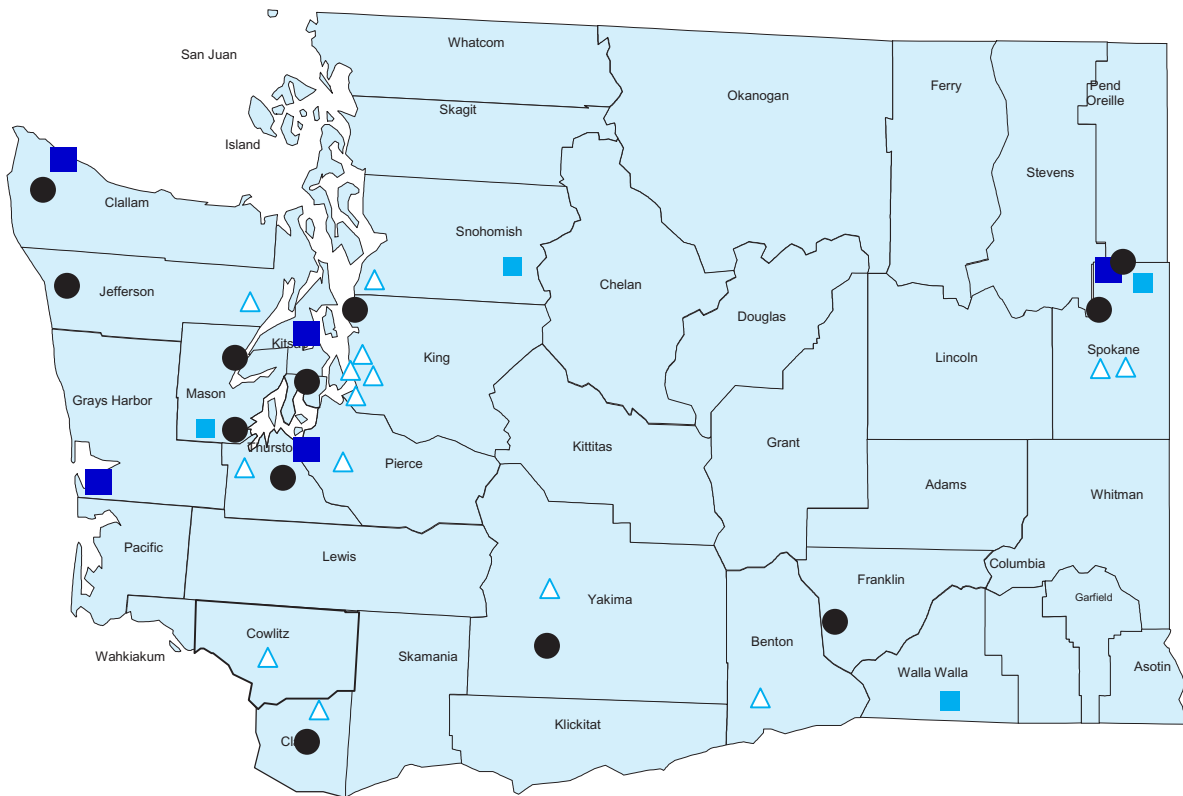 San Juan
Whatcom
Okanogan
Ferry
Pend
Oreille
Skagit
Island
Stevens
Clallam
Snohomish
Chelan
Jefferson
Douglas
Kitsap
King
Lincoln
Spokane
Grays Harbor
Mason
Thurston
Pierce
Kittitas
Grant
Adams
Whitman
Pacific
Lewis
Columbia
Franklin
Garfield
Yakima
Cowlitz
Benton
Wahkiakum
Skamania
Walla Walla
Asotin
Klickitat
Clark